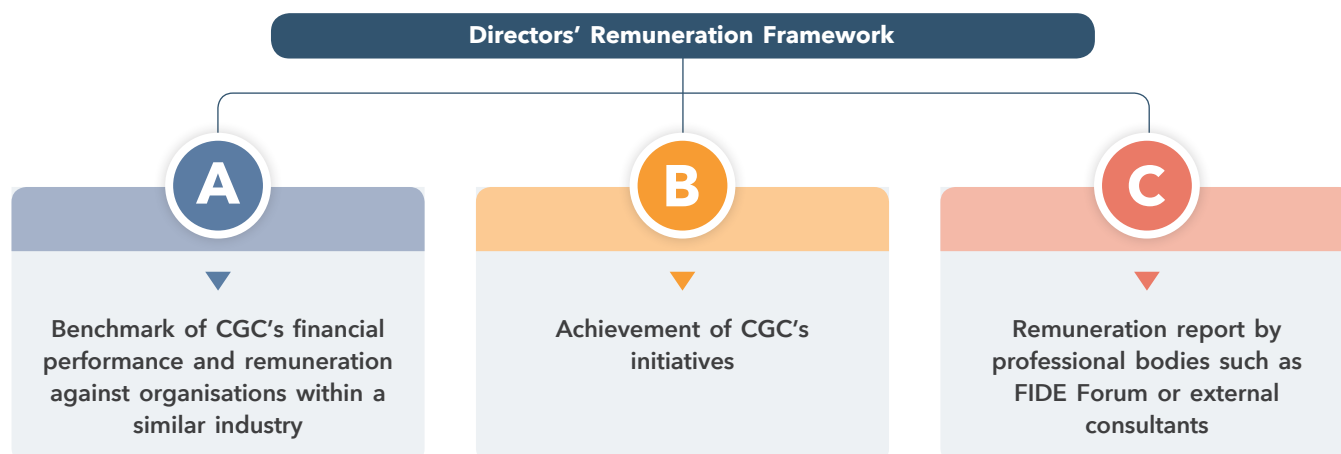 Directors’ Remuneration Framework
A
Benchmark of CGC’s financial
performance and remuneration
against organisations within a
similar industry
B
Achievement of CGC’s
initiatives
C
Remuneration report by
professional bodies such as
FIDE Forum or external
consultants